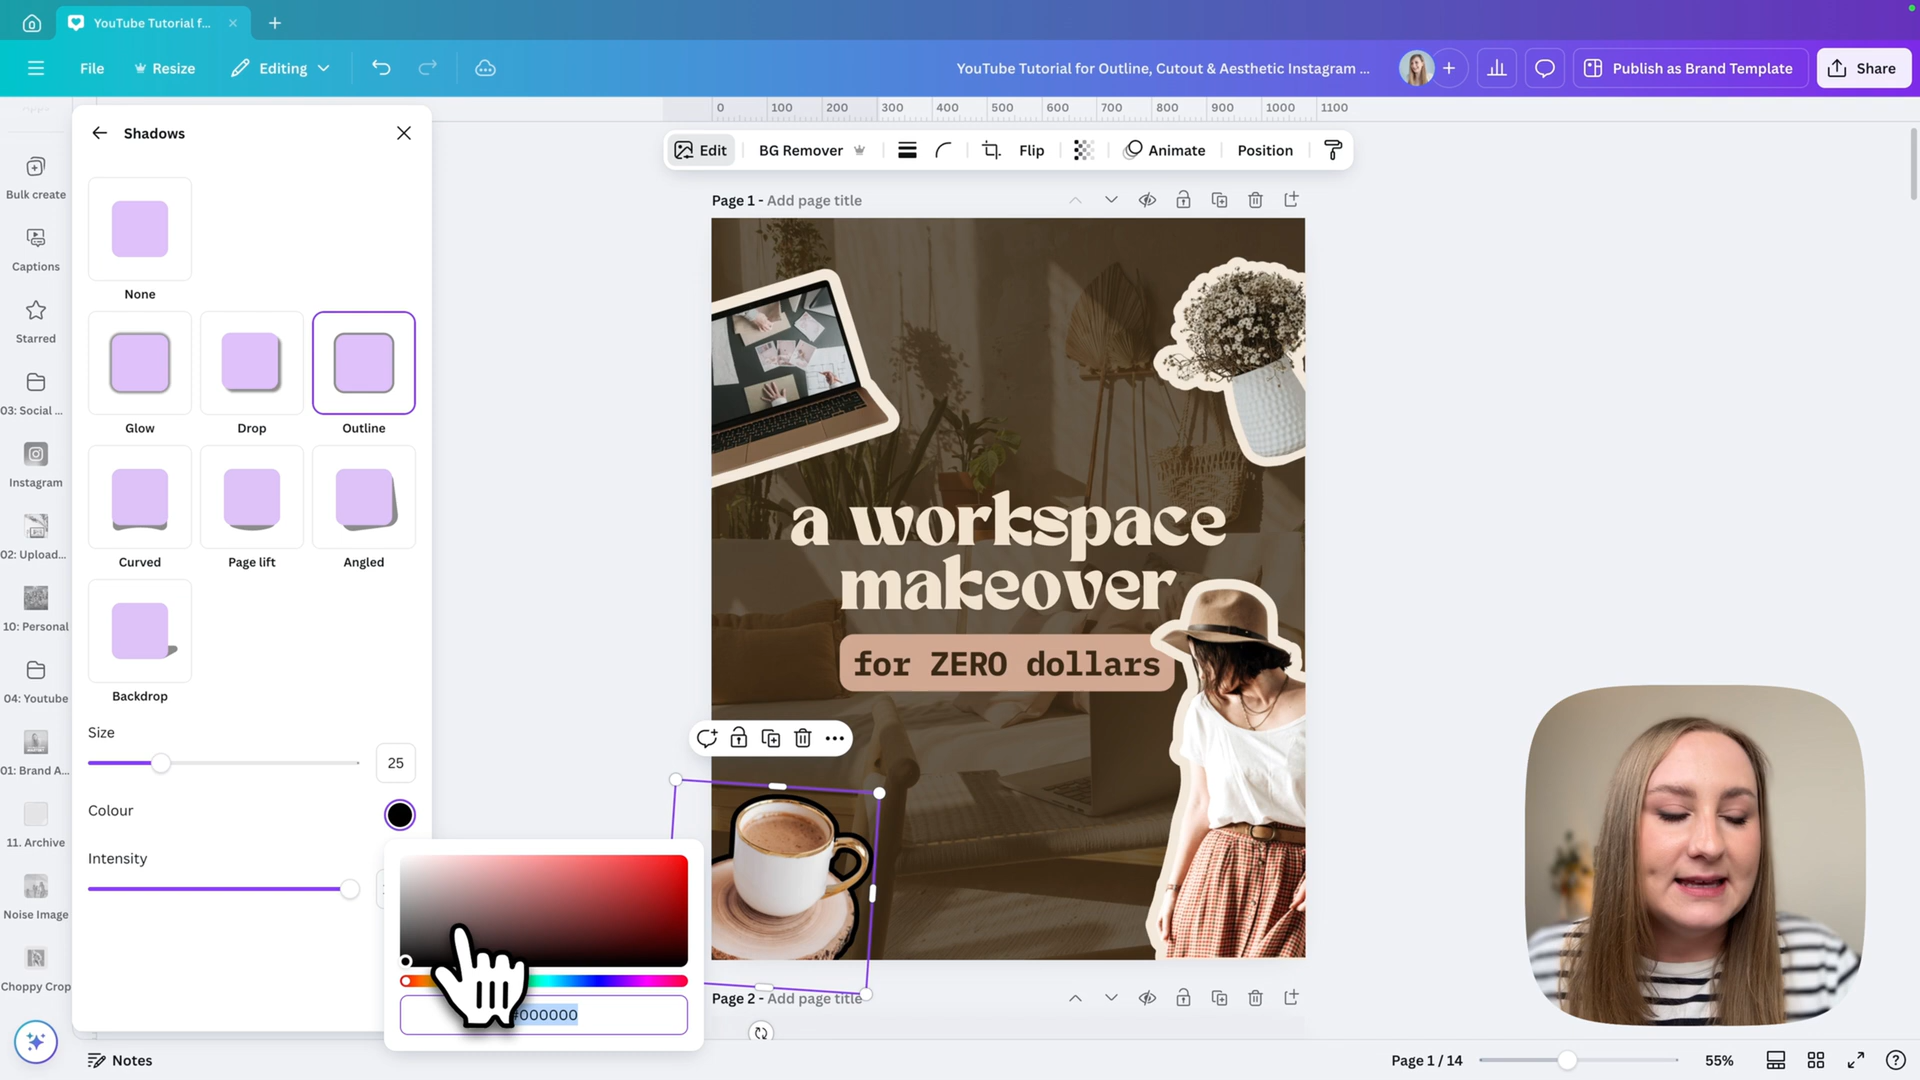 YouTube Tutorial f...
File
Resize
Editing
YouTube Tutorial for Outline, Cutout & Aesthetic Instagram ...
Publish as Brand Template
Share
Bulk create
Captions
Starred
03: Social ...
Instagram
02: Upload...
10: Personal
04: Youtube
01: Brand A...
11. Archive
Noise Image
Choppy Crop
Shadows
None
Glow
Drop
Outline
Curved
Page lift
Angled
Backdrop
Size
25
Colour
Intensity
000000
0 100 200 300 400 500 600 700 800 900 1000 1100
Edit
BG Remover
Flip
Animate
Position
Page 1 - Add page title
a workspace
makeover
for ZERO dollars
Page 2 - Add page title
Notes
Page 1 / 14
55%